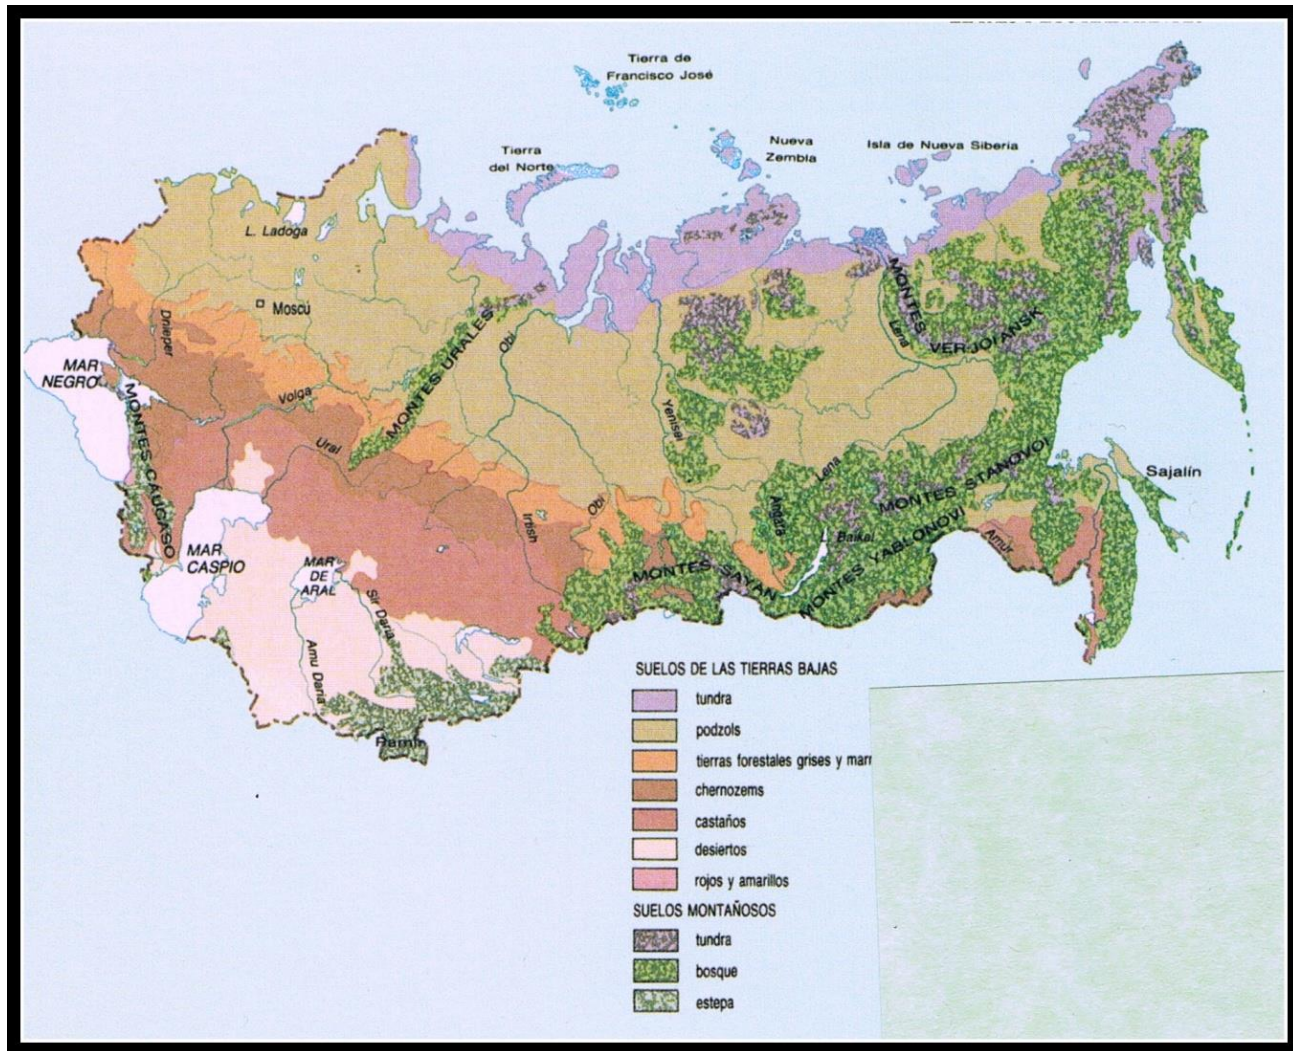 Tierra de
Francisco José
Tierra
del Norte
Nueva
Zembla
Isla de Nueva Siberia
L. Ladoga
Moscú
Dnieper
MAR
NEGRO
MONTES CAUCASO
Volga
Ural
MONTES URALES
Obi
Yenisai
MONTES
VERJOIANSK
Lena
MAR
CASPIO
MAR
DE
ARAL
Sir Daria
Amu Daria
Pamir
Irtish
Obi
Angara
Lena
L. Baikal
MONTES SAYAN
MONTES YABLONOVI
MONTES STANOVOI
Amur
Sajalín
SUELOS DE LAS TIERRAS BAJAS
tundra
podzols
tierras forestales grises y
chernozems
castaños
desiertos
rojos y amarillos
SUELOS MONTAÑOSOS
tundra
bosque
estepa